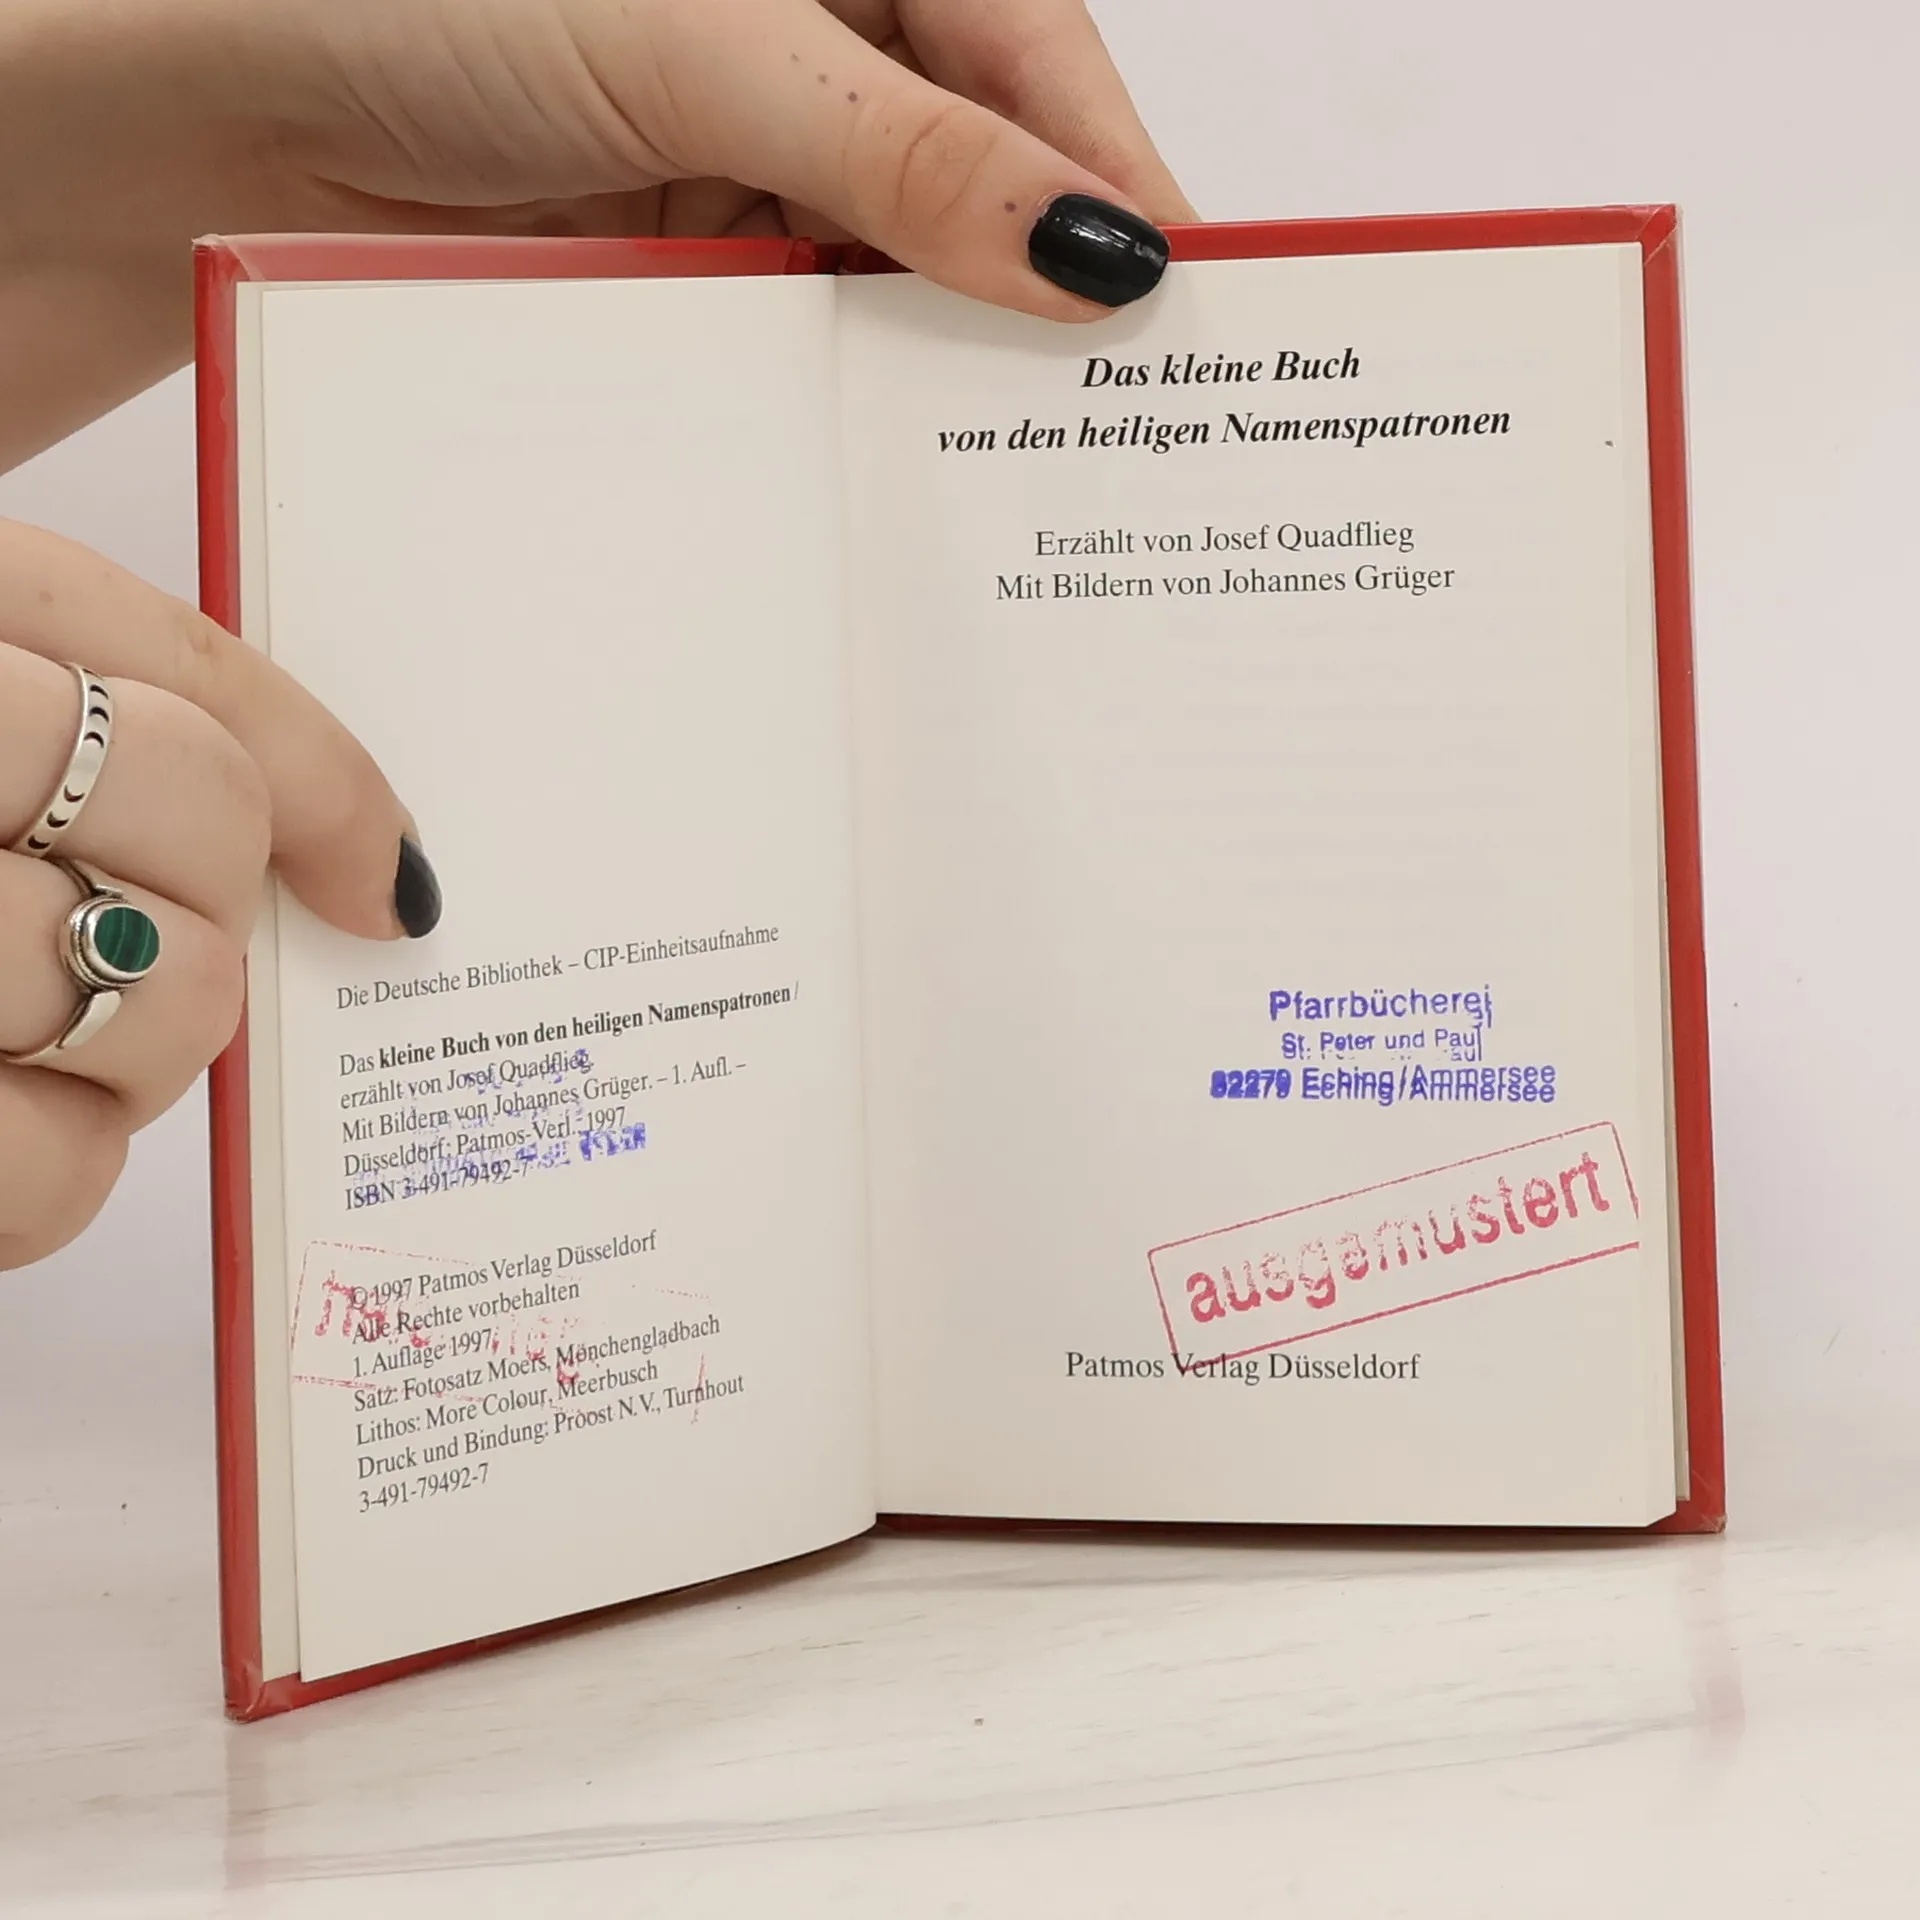 Die Deutsche Bibliothek – CIP-Einheitsaufnahme
Das kleine Buch von den heiligen Namenspatronen /
erzählt von Josef Quadflieg.
Mit Bildern von Johannes Grüger. – 1. Aufl. –
Düsseldorf: Patmos-Verl., 1997
ISBN 3-491-79492-7
© 1997 Patmos Verlag Düsseldorf
Alle Rechte vorbehalten
1. Auflage 1997
Satz: Fotosatz Moers, Mönchengladbach
Lithos: More Colour, Meerbusch
Druck und Bindung: Proost N.V., Turnhout
3-491-79492-7
Das kleine Buch
von den heiligen Namenspatronen
Erzählt von Josef Quadflieg
Mit Bildern von Johannes Grüger
Pfarrbücherei
St. Peter und Paul
82279 Eching/Ammersee
ausgemustert
Patmos Verlag Düsseldorf